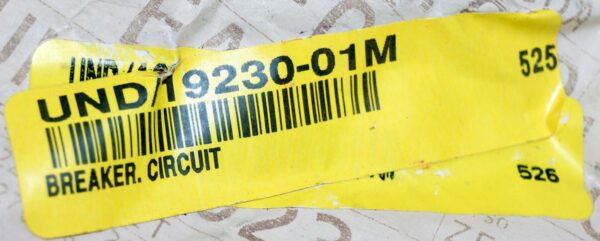 UND/19230-01M
525
BREAKER. CIRCUIT
526